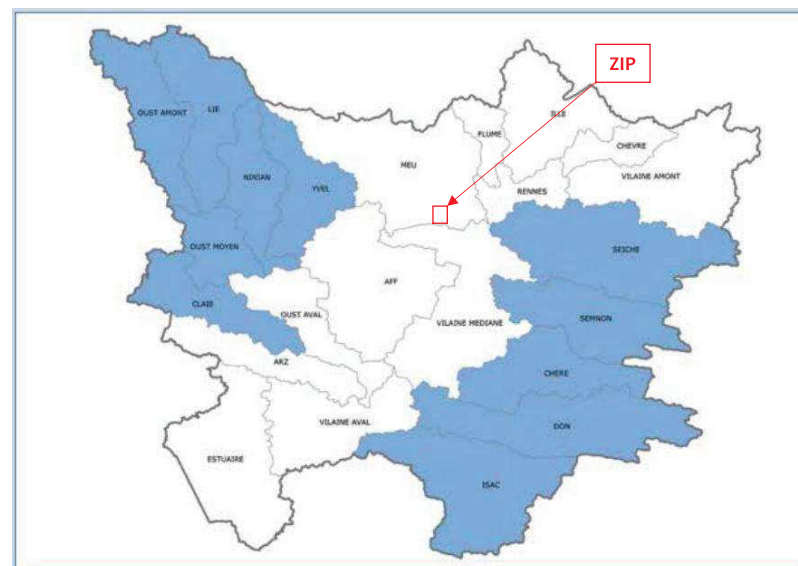 ZIP
OUST AMONT
LIE
ILLE
FLUME
CHEVRE
MEU
VILAINE AMONT
NINIAN
YVEL
RENNES
OUST MOYEN
SEICHE
AFF
CLAIE
OUST AVAL
SEMNON
VILAINE MEDIANE
ARZ
CHERE
VILAINE AVAL
DON
ESTUAIRE
ISAC